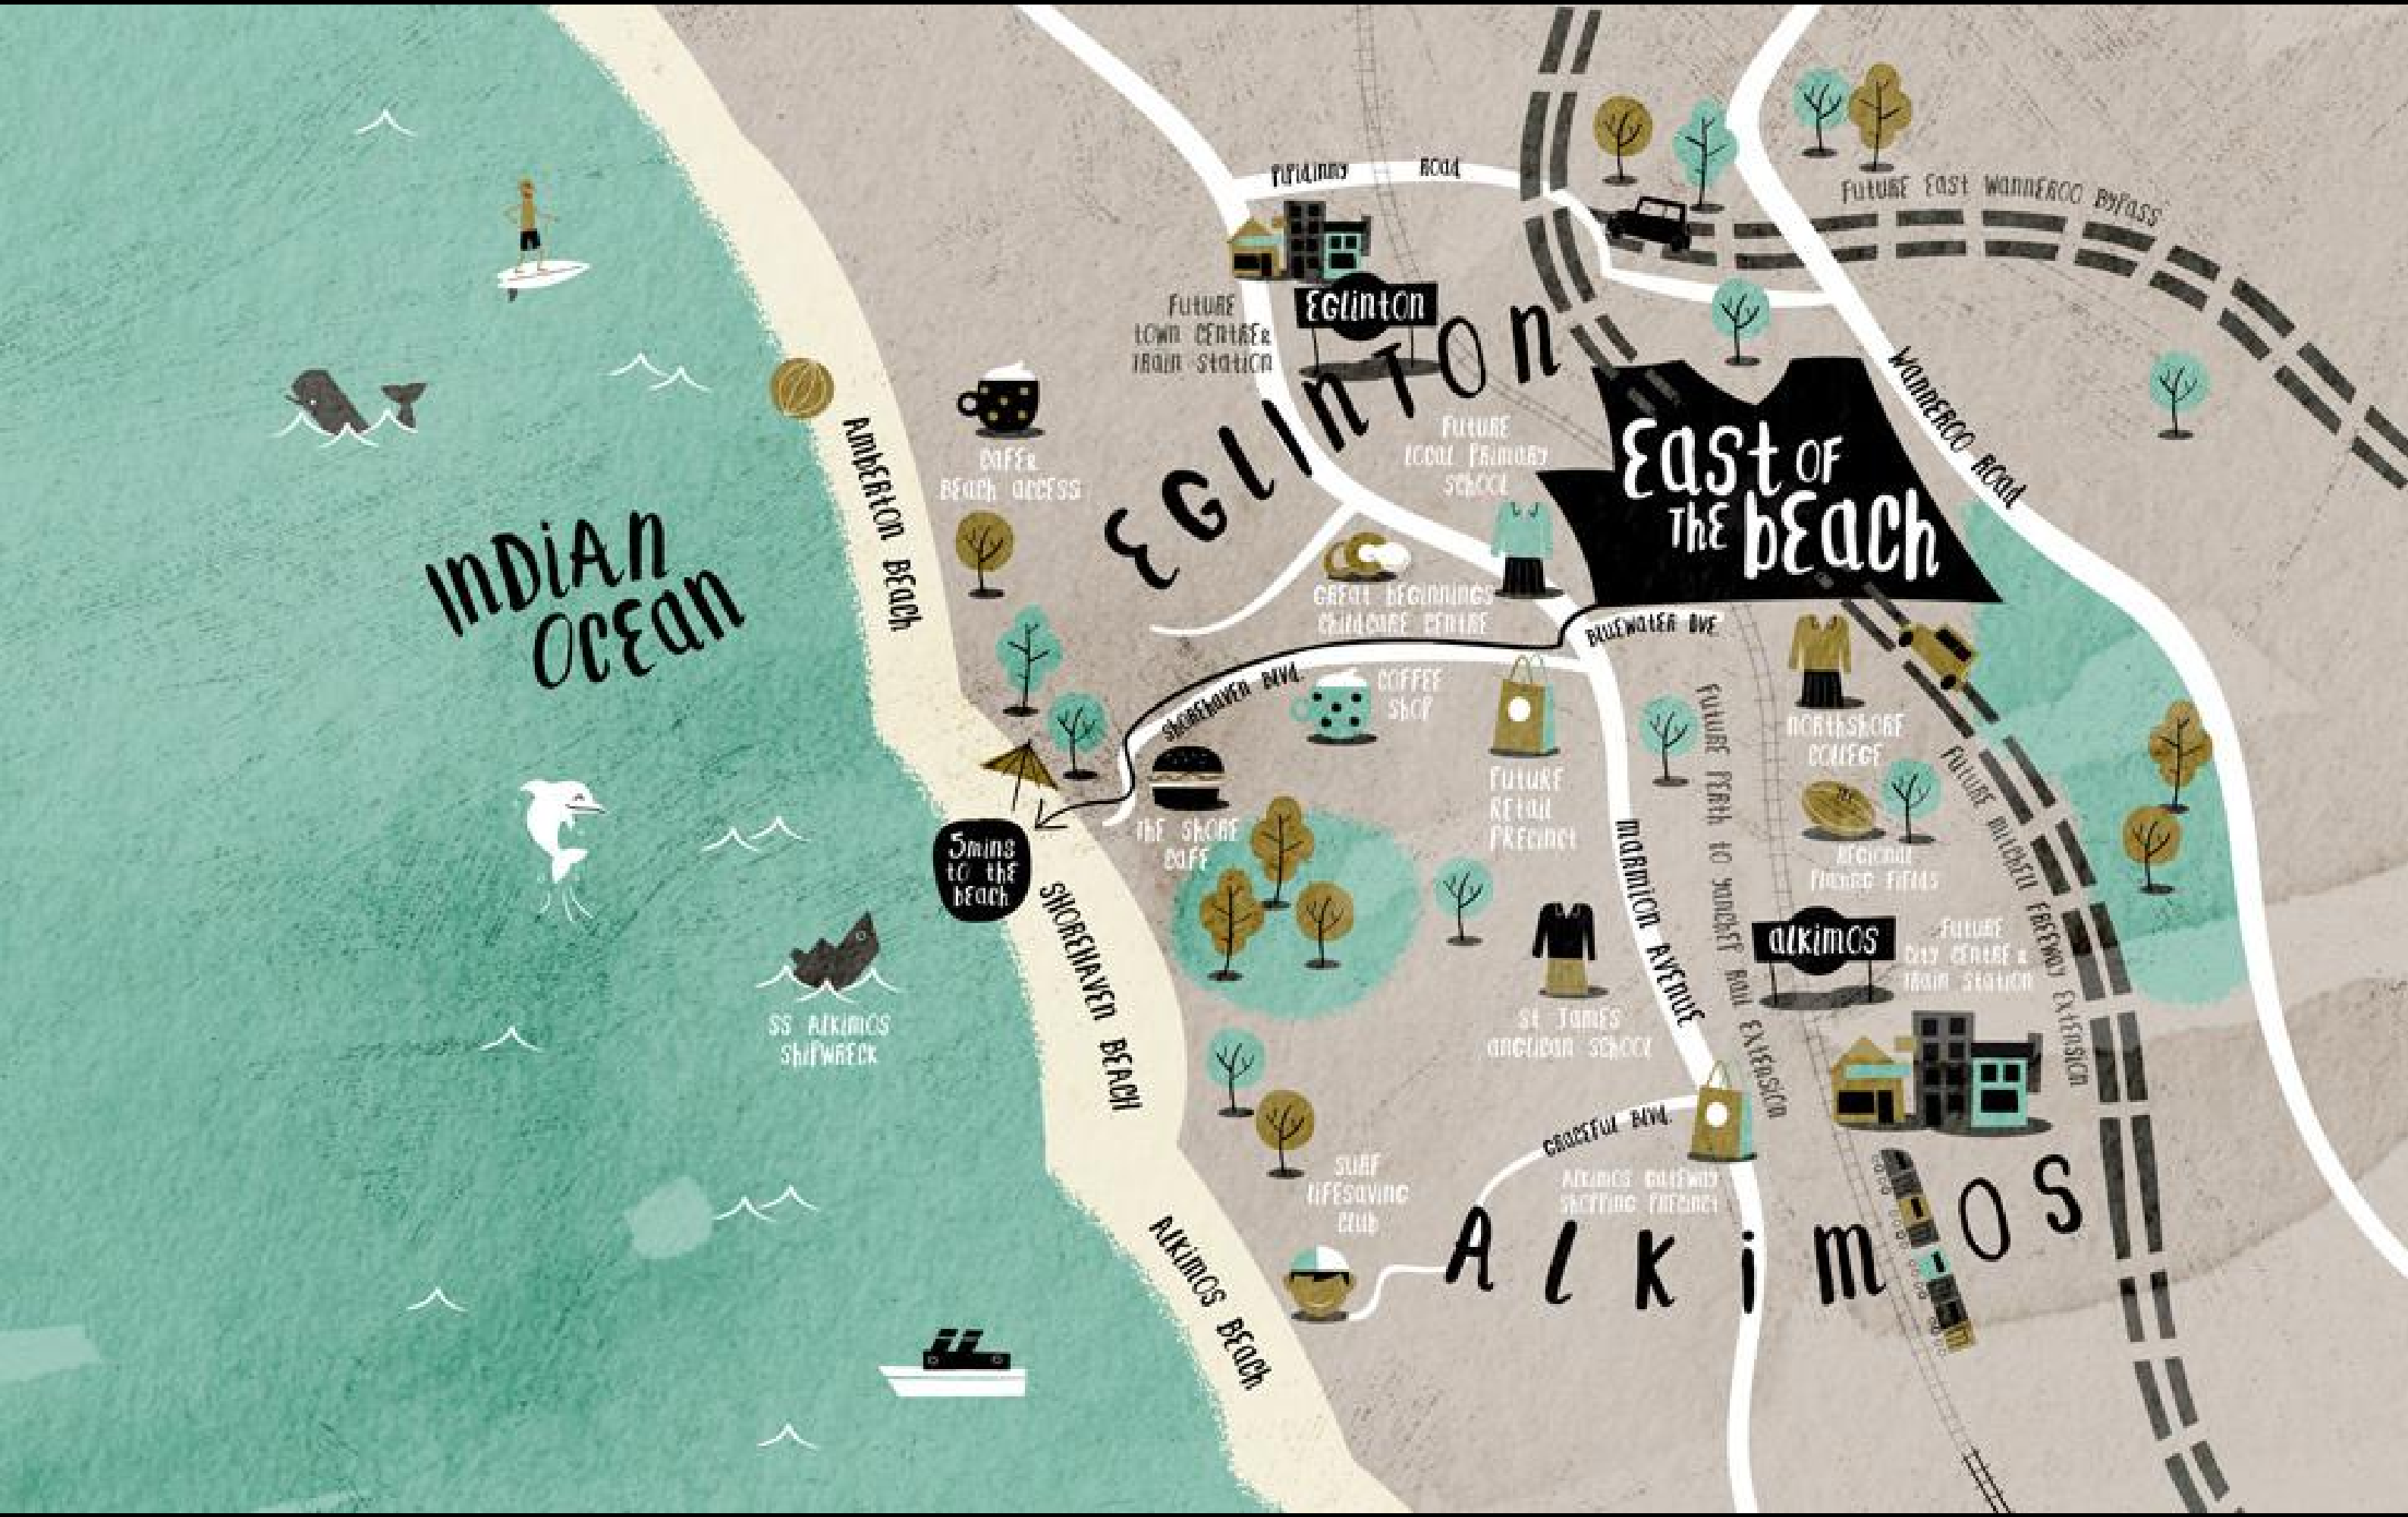 Pipidinny Road
Future East Wanneroo Bypass
Future
Town Centre &
Train Station
Eglinton
EGLINTON
Wanneroo Road
Cafe &
Beach Access
Amberton Beach
Future
Local Primary
School
East of
the beach
Indian
Ocean
Great Beginnings
Childcare Centre
Bluewater Ave.
Shorehaven Blvd.
Coffee
Shop
Northshore
College
Future
Retail
Precinct
The Shore
Cafe
5mins
to the
beach
Shorehaven Beach
Marmion Avenue
Future Perth to Yanchep Rail Extension
Regional
Playing Fields
Future Mitchell Freeway Extension
Alkimos
Future
City Centre &
Train Station
SS Alkimos
Shipwreck
St James
Anglican School
Graceful Blvd.
Surf
Lifesaving
Club
Alkimos Gateway
Shopping Precinct
Alkimos
Alkimos Beach